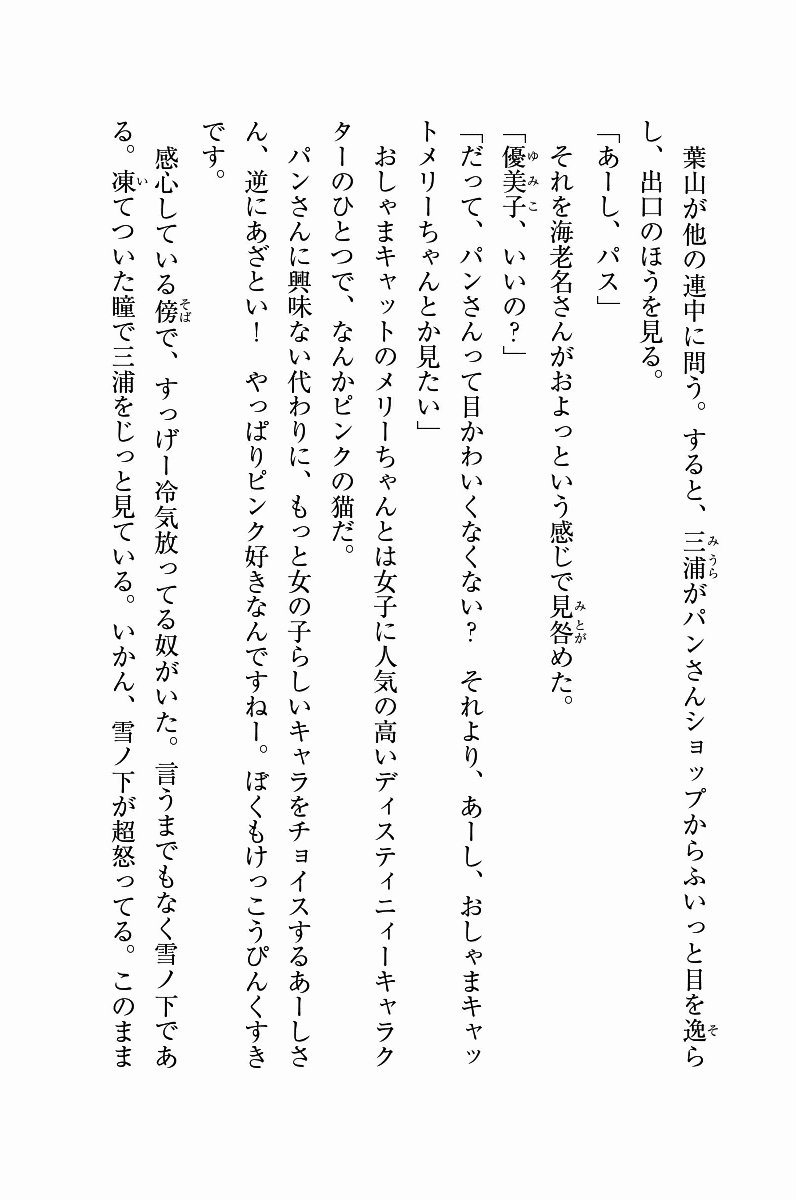 葉山が他の連中に問う。すると、三浦がパンさんショップからふいっと目を逸ら
し、出口のほうを見る。
「あーし、パス」
それを海老名さんがおよっという感じで見咎めた。
「優美子、いいの？」
「だって、パンさんって目かわいくなくない？　それより、あーし、おしゃまキャッ
トメリーちゃんとか見たい」
おしゃまキャットのメリーちゃんとは女子に人気の高いディスティニィーキャラク
ターのひとつで、なんかピンクの猫だ。
パンさんに興味ない代わりに、もっと女の子らしいキャラをチョイスするあーしさ
ん、逆にあざとい！　やっぱりピンク好きなんですねー。ぼくもけっこうぴんくすき
です。
感心している傍で、すっげー冷気放ってる奴がいた。言うまでもなく雪ノ下であ
る。凍てついた瞳で三浦をじっと見ている。いかん、雪ノ下が超怒ってる。このまま